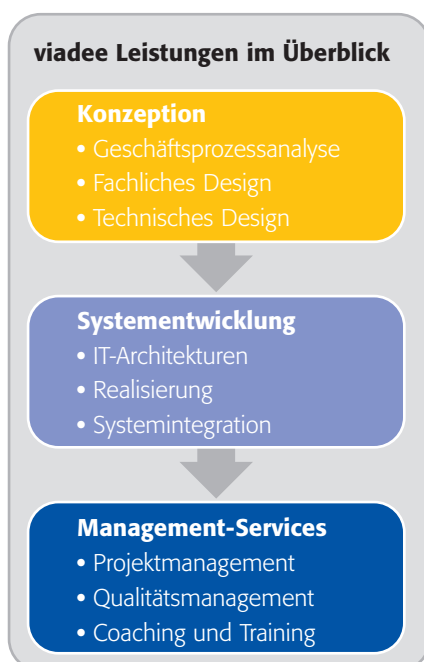 viadee Leistungen im Überblick
Konzeption
• Geschäftsprozessanalyse
• Fachliches Design
• Technisches Design
Systementwicklung
• IT-Architekturen
• Realisierung
• Systemintegration
Management-Services
• Projektmanagement
• Qualitätsmanagement
• Coaching und Training